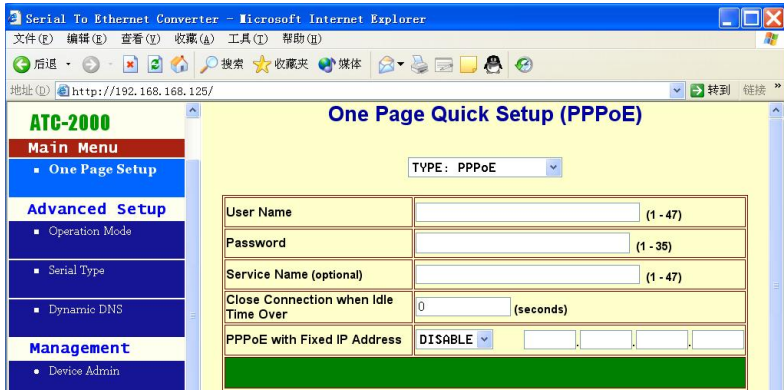 Serial To Ethernet Converter - Microsoft Internet Explorer
文件(F) 编辑(E) 查看(V) 收藏(A) 工具(T) 帮助(H)
后退 搜索 收藏夹 媒体
地址(D) http://192.168.168.125/ 转到 链接 »
ATC-2000
Main Menu
One Page Setup
Advanced Setup
Operation Mode
Serial Type
Dynamic DNS
Management
Device Admin
One Page Quick Setup (PPPoE)
TYPE: PPPoE
User Name (1 - 47)
Password (1 - 35)
Service Name (optional) (1 - 47)
Close Connection when Idle
Time Over 0 (seconds)
PPPoE with Fixed IP Address DISABLE . . .